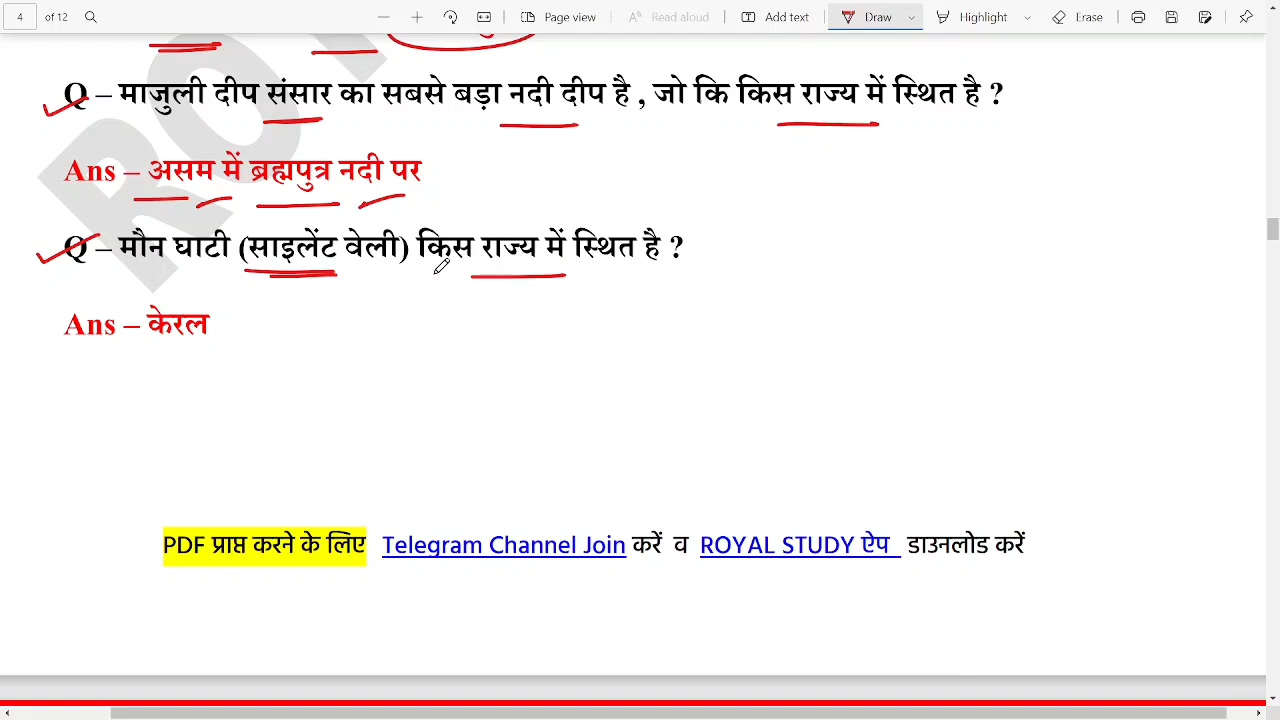 4 of 12 Page view Read aloud Add text Draw Highlight Erase
Q – माजुली दीप संसार का सबसे बड़ा नदी दीप है , जो कि किस राज्य में स्थित है ?
Ans – असम में ब्रह्मपुत्र नदी पर
Q – मौन घाटी (साइलेंट वेली) किस राज्य में स्थित है ?
Ans – केरल
PDF प्राप्त करने के लिए Telegram Channel Join करें व ROYAL STUDY ऐप डाउनलोड करें